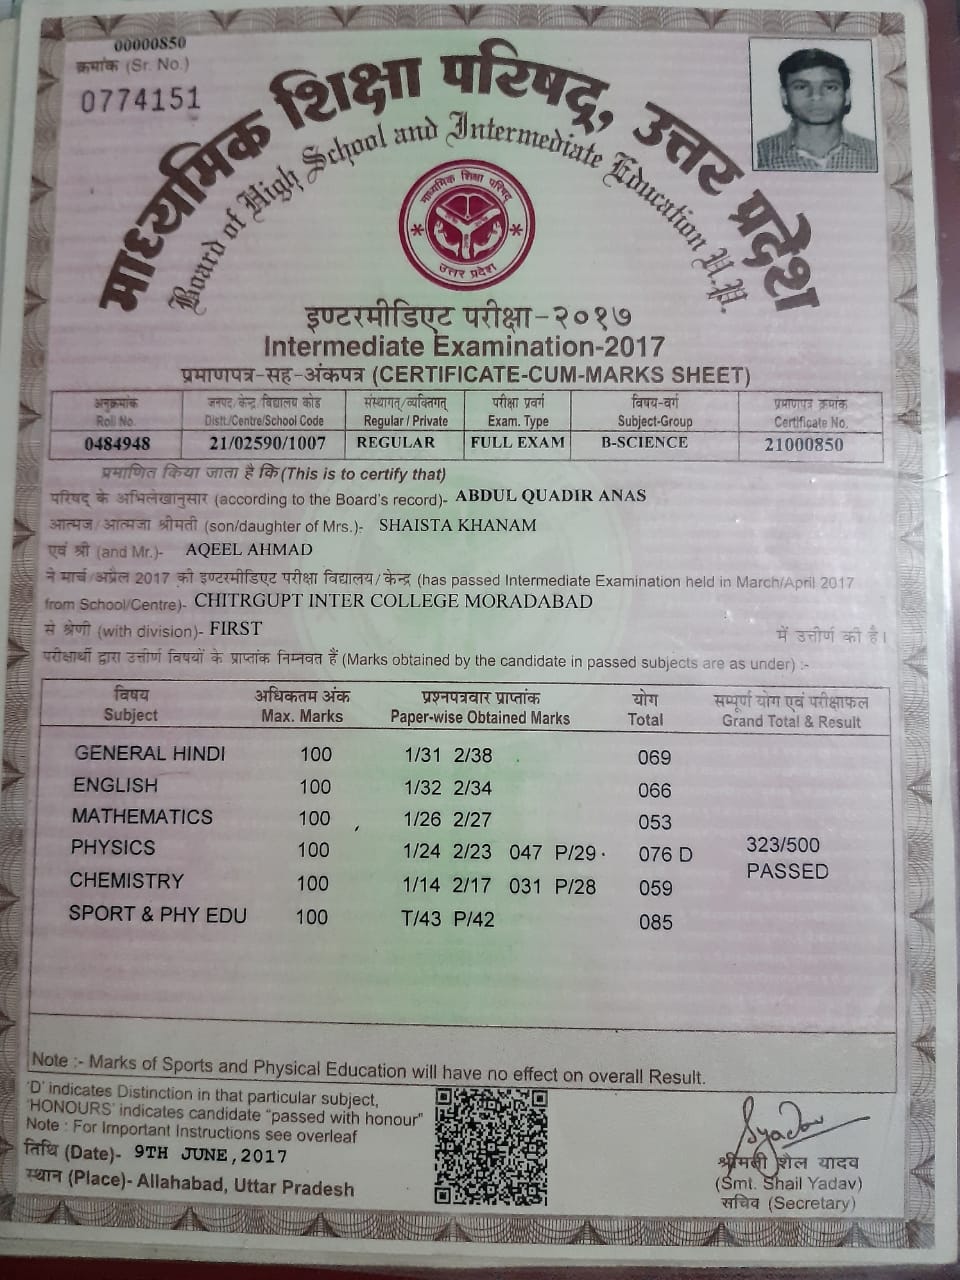 00000850
क्रमांक (Sr. No.)
0774151
माध्यमिक शिक्षा परिषद्, उत्तर प्रदेश
Board of High School and Intermediate Education U.P.
माध्यमिक शिक्षा परिषद्
उत्तर प्रदेश
इण्टरमीडिएट परीक्षा-२०१७
Intermediate Examination-2017
प्रमाणपत्र-सह-अंकपत्र (CERTIFICATE-CUM-MARKS SHEET)
अनुक्रमांक जनपद/केन्द्र/विद्यालय कोड संस्थागत/व्यक्तिगत परीक्षा प्रवर्ग विषय-वर्ग प्रमाणपत्र क्रमांक
Roll No. Distt./Centre/School Code Regular / Private Exam. Type Subject-Group Certificate No.
0484948 21/02590/1007 REGULAR FULL EXAM B-SCIENCE 21000850
प्रमाणित किया जाता है कि (This is to certify that)
परिषद् के अभिलेखानुसार (according to the Board's record)- ABDUL QUADIR ANAS
आत्मज/आत्मजा श्रीमती (son/daughter of Mrs.)- SHAISTA KHANAM
एवं श्री (and Mr.)- AQEEL AHMAD
ने मार्च/अप्रैल 2017 की इण्टरमीडिएट परीक्षा विद्यालय/केन्द्र (has passed Intermediate Examination held in March/April 2017
from School/Centre)- CHITRGUPT INTER COLLEGE MORADABAD
से श्रेणी (with division)- FIRST में उत्तीर्ण की है।
परीक्षार्थी द्वारा उत्तीर्ण विषयों के प्राप्तांक निम्नवत हैं (Marks obtained by the candidate in passed subjects are as under) :-
विषय अधिकतम अंक प्रश्नपत्रवार प्राप्तांक योग सम्पूर्ण योग एवं परीक्षाफल
Subject Max. Marks Paper-wise Obtained Marks Total Grand Total & Result
GENERAL HINDI 100 1/31 2/38 069
ENGLISH 100 1/32 2/34 066
MATHEMATICS 100 1/26 2/27 053
PHYSICS 100 1/24 2/23 047 P/29 076 D 323/500
PASSED
CHEMISTRY 100 1/14 2/17 031 P/28 059
SPORT & PHY EDU 100 T/43 P/42 085
Note :- Marks of Sports and Physical Education will have no effect on overall Result.
'D' indicates Distinction in that particular subject,
'HONOURS' indicates candidate "passed with honour"
Note : For Important Instructions see overleaf
तिथि (Date)- 9TH JUNE,2017
स्थान (Place)- Allahabad, Uttar Pradesh
Syadav
श्रीमती शैल यादव
(Smt. Shail Yadav)
सचिव (Secretary)